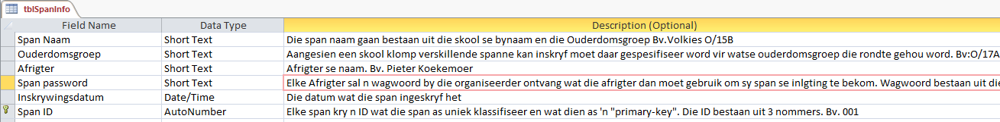 tblSpanInfo
Field Name Data Type Description (Optional)
Span Naam Short Text Die span naam gaan bestaan uit die skool se bynaam en die Ouderdomsgroep Bv.Volkies O/15B
Ouderdomsgroep Short Text Aangesien een skool klomp verskillende spanne kan inskryf moet daar gespesifiseer word vir watse ouderdomsgroep die rondte gehou word. Bv:O/17A
Afrigter Short Text Afrigter se naam. Bv. Pieter Koekemoer
Span password Short Text Elke Afrigter sal n wagwoord by die organiseerder ontvang wat die afrigter dan moet gebruik om sy span se inlgting te bekom. Wagwoord bestaan uit die
Inskrywingsdatum Date/Time Die datum wat die span ingeskryf het
Span ID AutoNumber Elke span kry n ID wat die span as uniek klassifiseer en wat dien as 'n "primary-key". Die ID bestaan uit 3 nommers. Bv. 001